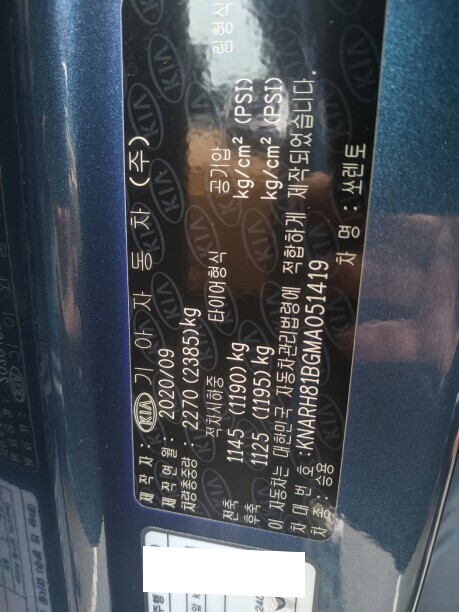 제 작 자 : KIA 기 아 자 동 차 (주)
제 작 연 월 : 2020/09
차량총중량 : 2270 (2385)kg
적차시하중 타이어형식 공기압 림형식
전축 1145 (1190)kg kg/cm² (PSI)
후축 1125 (1195)kg kg/cm² (PSI)
이 자동차는 대한민국 자동차관리법령에 적합하게 제작되었습니다.
차 대 번 호 : KNARH81BGMA051419
차 명 : 쏘렌토